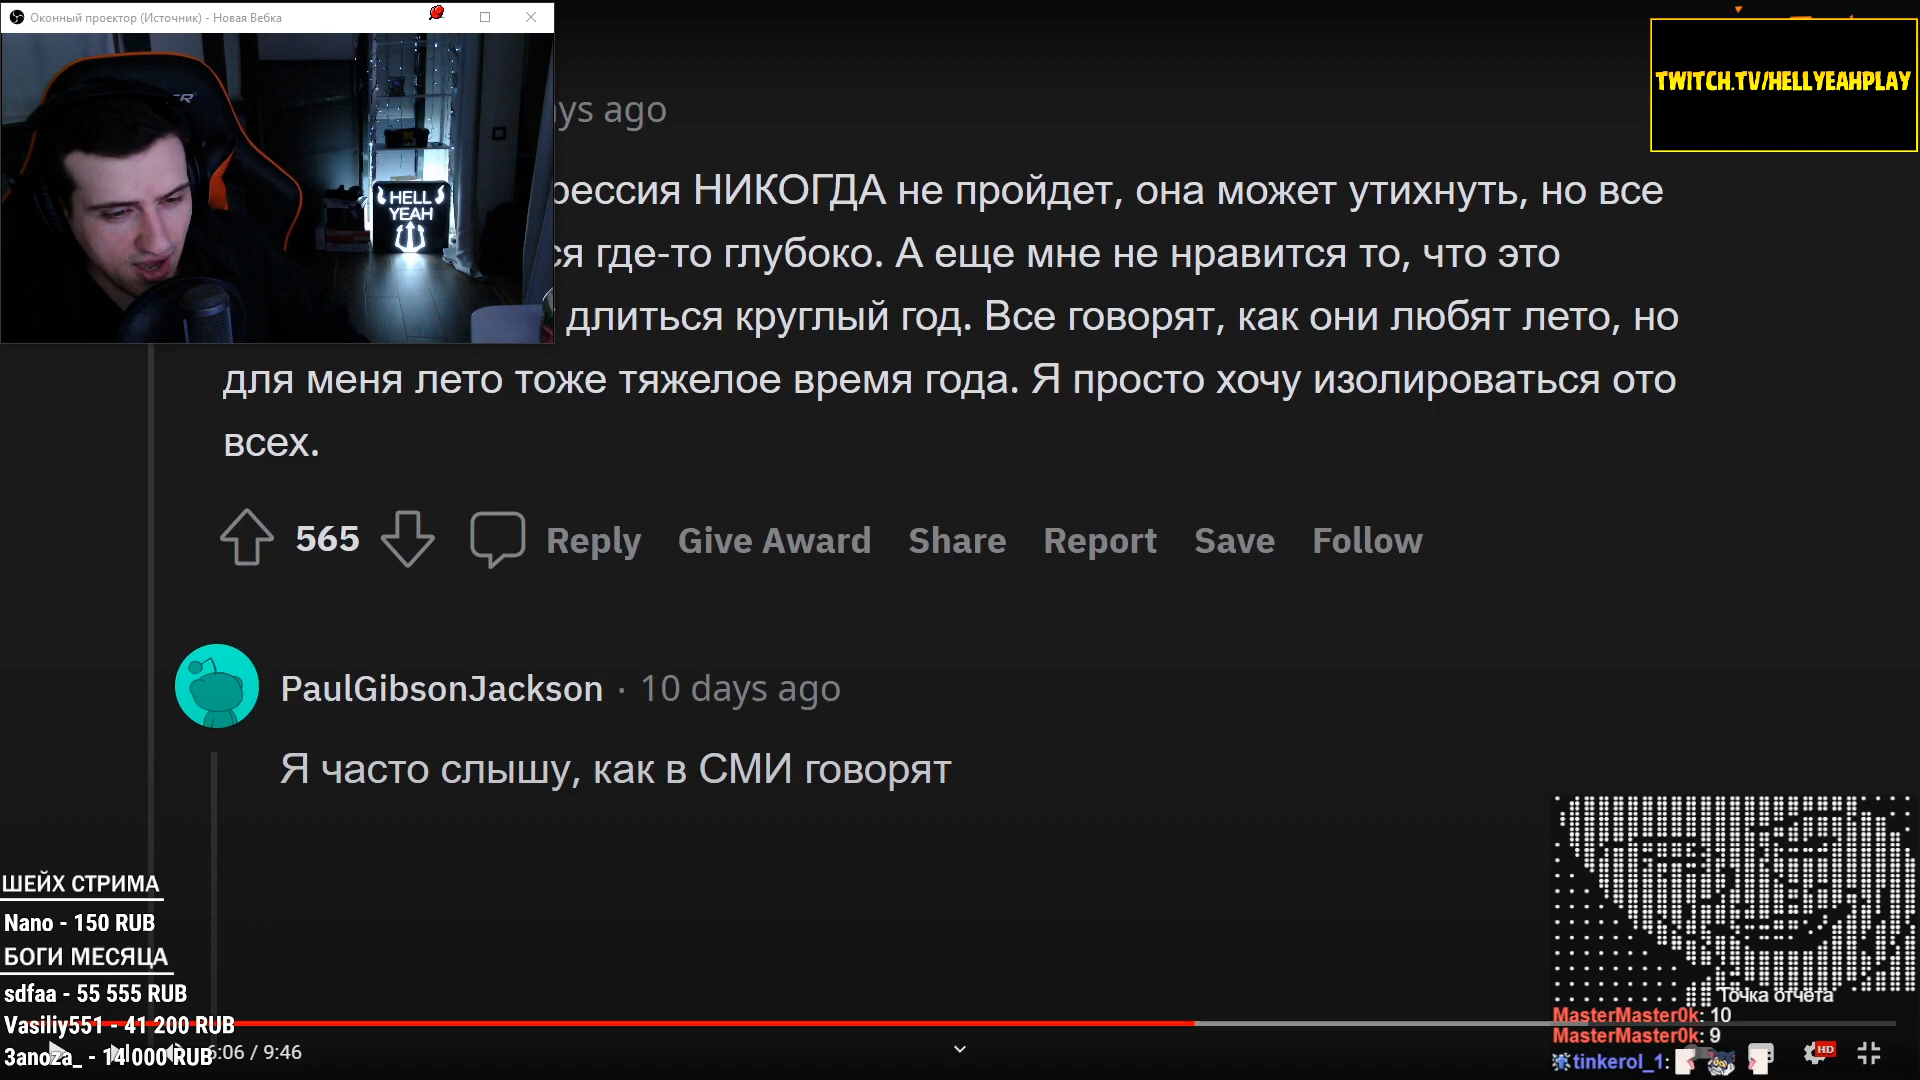 Оконный проектор (Источник) - Новая Вебка
TWITCH.TV/HELLYEAHPLAY
HELL
YEAH
ago
НИКОГДА не пройдет, она может утихнуть, но все
где-то глубоко. А еще мне не нравится то, что это
длиться круглый год. Все говорят, как они любят лето, но
для меня лето тоже тяжелое время года. Я просто хочу изолироваться ото
всех.
565 Reply Give Award Share Report Save Follow
PaulGibsonJackson · 10 days ago
Я часто слышу, как в СМИ говорят
ШЕЙХ СТРИМА
Nano - 150 RUB
БОГИ МЕСЯЦА
sdfaa - 55 555 RUB
Vasiliy551 - 41 200 RUB
3anoza_ - 14 000 RUB
6:06 / 9:46
Точка отчёта
MasterMaster0k: 10
MasterMaster0k: 9
tinkerol_1:
HD